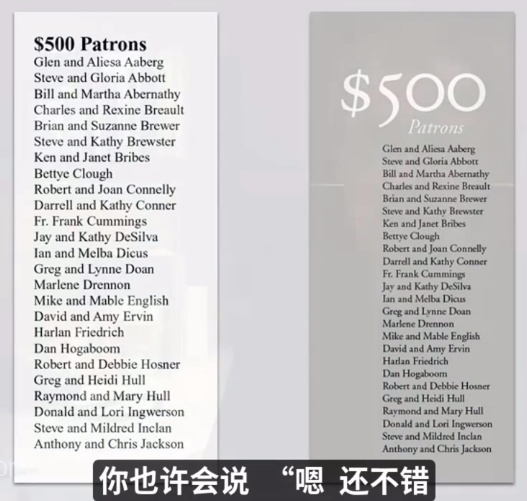 $500 Patrons
Glen and Aliesa Aaberg
Steve and Gloria Abbott
Bill and Martha Abernathy
Charles and Rexine Breault
Brian and Suzanne Brewer
Steve and Kathy Brewster
Ken and Janet Bribes
Bettye Clough
Robert and Joan Connelly
Darrell and Kathy Conner
Fr. Frank Cummings
Jay and Kathy DeSilva
Ian and Melba Dicus
Greg and Lynne Doan
Marlene Drennon
Mike and Mable English
David and Amy Ervin
Harlan Friedrich
Dan Hogaboom
Robert and Debbie Hosner
Greg and Heidi Hull
Raymond and Mary Hull
Donald and Lori Ingwerson
Steve and Mildred Inclan
Anthony and Chris Jackson
$500
Patrons
Glen and Aliesa Aaberg
Steve and Gloria Abbott
Bill and Martha Abernathy
Charles and Rexine Breault
Brian and Suzanne Brewer
Steve and Kathy Brewster
Ken and Janet Bribes
Bettye Clough
Robert and Joan Connelly
Darrell and Kathy Conner
Fr. Frank Cummings
Jay and Kathy DeSilva
Ian and Melba Dicus
Greg and Lynne Doan
Marlene Drennon
Mike and Mable English
David and Amy Ervin
Harlan Friedrich
Dan Hogaboom
Robert and Debbie Hosner
Greg and Heidi Hull
Raymond and Mary Hull
Donald and Lori Ingwerson
Steve and Mildred Inclan
Anthony and Chris Jackson
你也许会说 “嗯 还不错